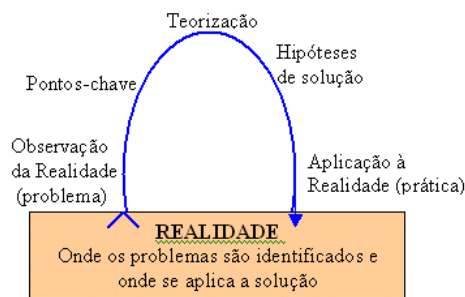 Teorização
Hipóteses
de solução
Pontos-chave
Observação
da Realidade
(problema)
Aplicação à
Realidade (prática)
REALIDADE
Onde os problemas são identificados e
onde se aplica a solução